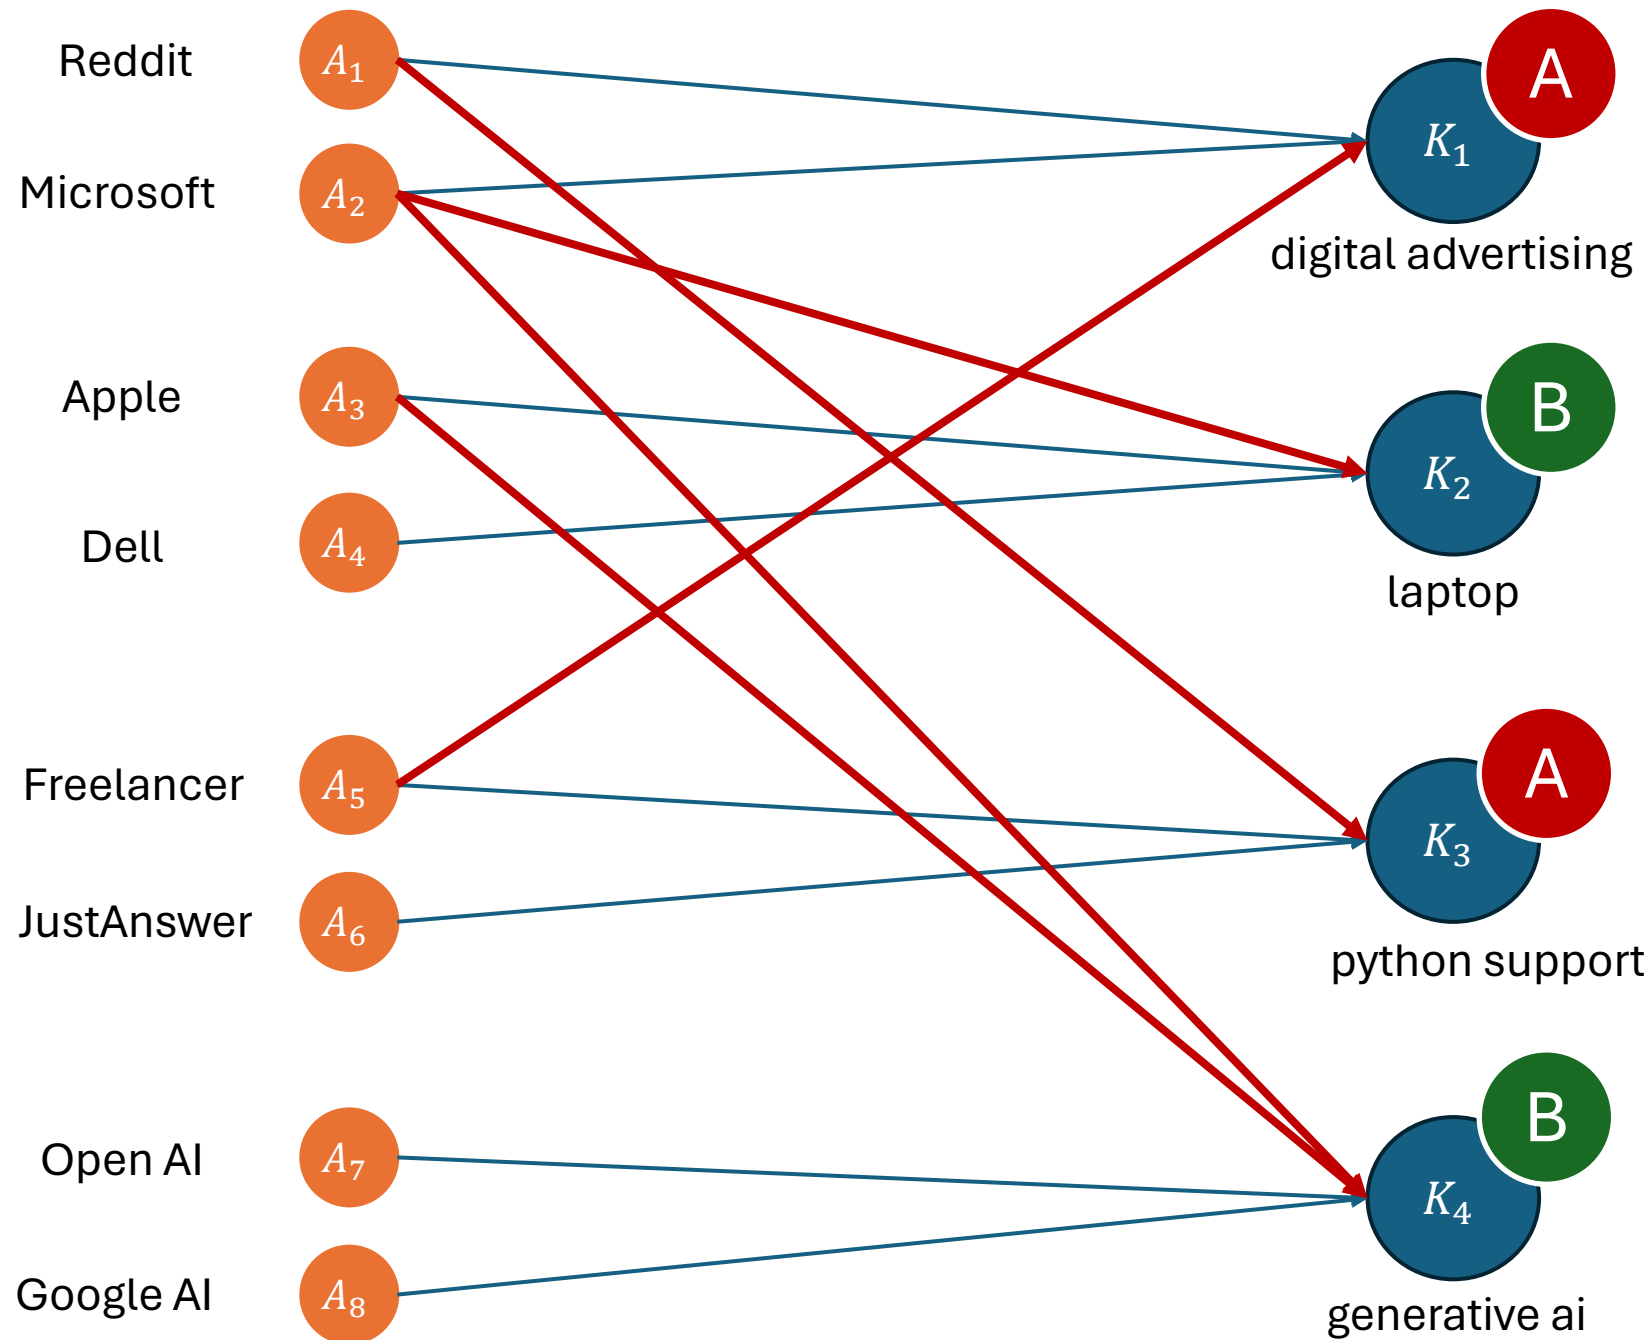 Reddit
A₁
Microsoft
A₂
Apple
A₃
Dell
A₄
Freelancer
A₅
JustAnswer
A₆
Open AI
A₇
Google AI
A₈
A
K₁
digital advertising
B
K₂
laptop
A
K₃
python support
B
K₄
generative ai